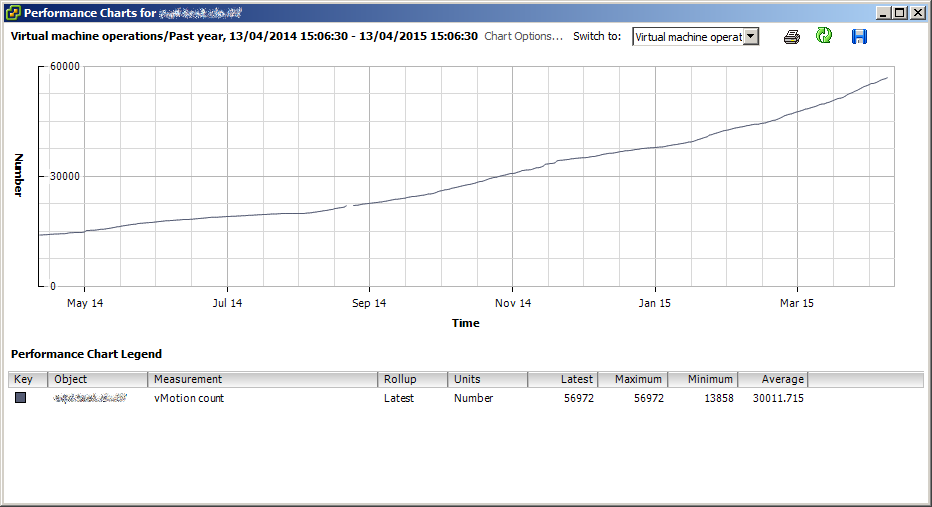 Performance Charts for
Virtual machine operations/Past year, 13/04/2014 15:06:30 - 13/04/2015 15:06:30 Chart Options... Switch to: Virtual machine operat
60000
30000
0
Number
May 14 Jul 14 Sep 14 Nov 14 Jan 15 Mar 15
Time
Performance Chart Legend
Key Object Measurement Rollup Units Latest Maximum Minimum Average
vMotion count Latest Number 56972 56972 13858 30011.715